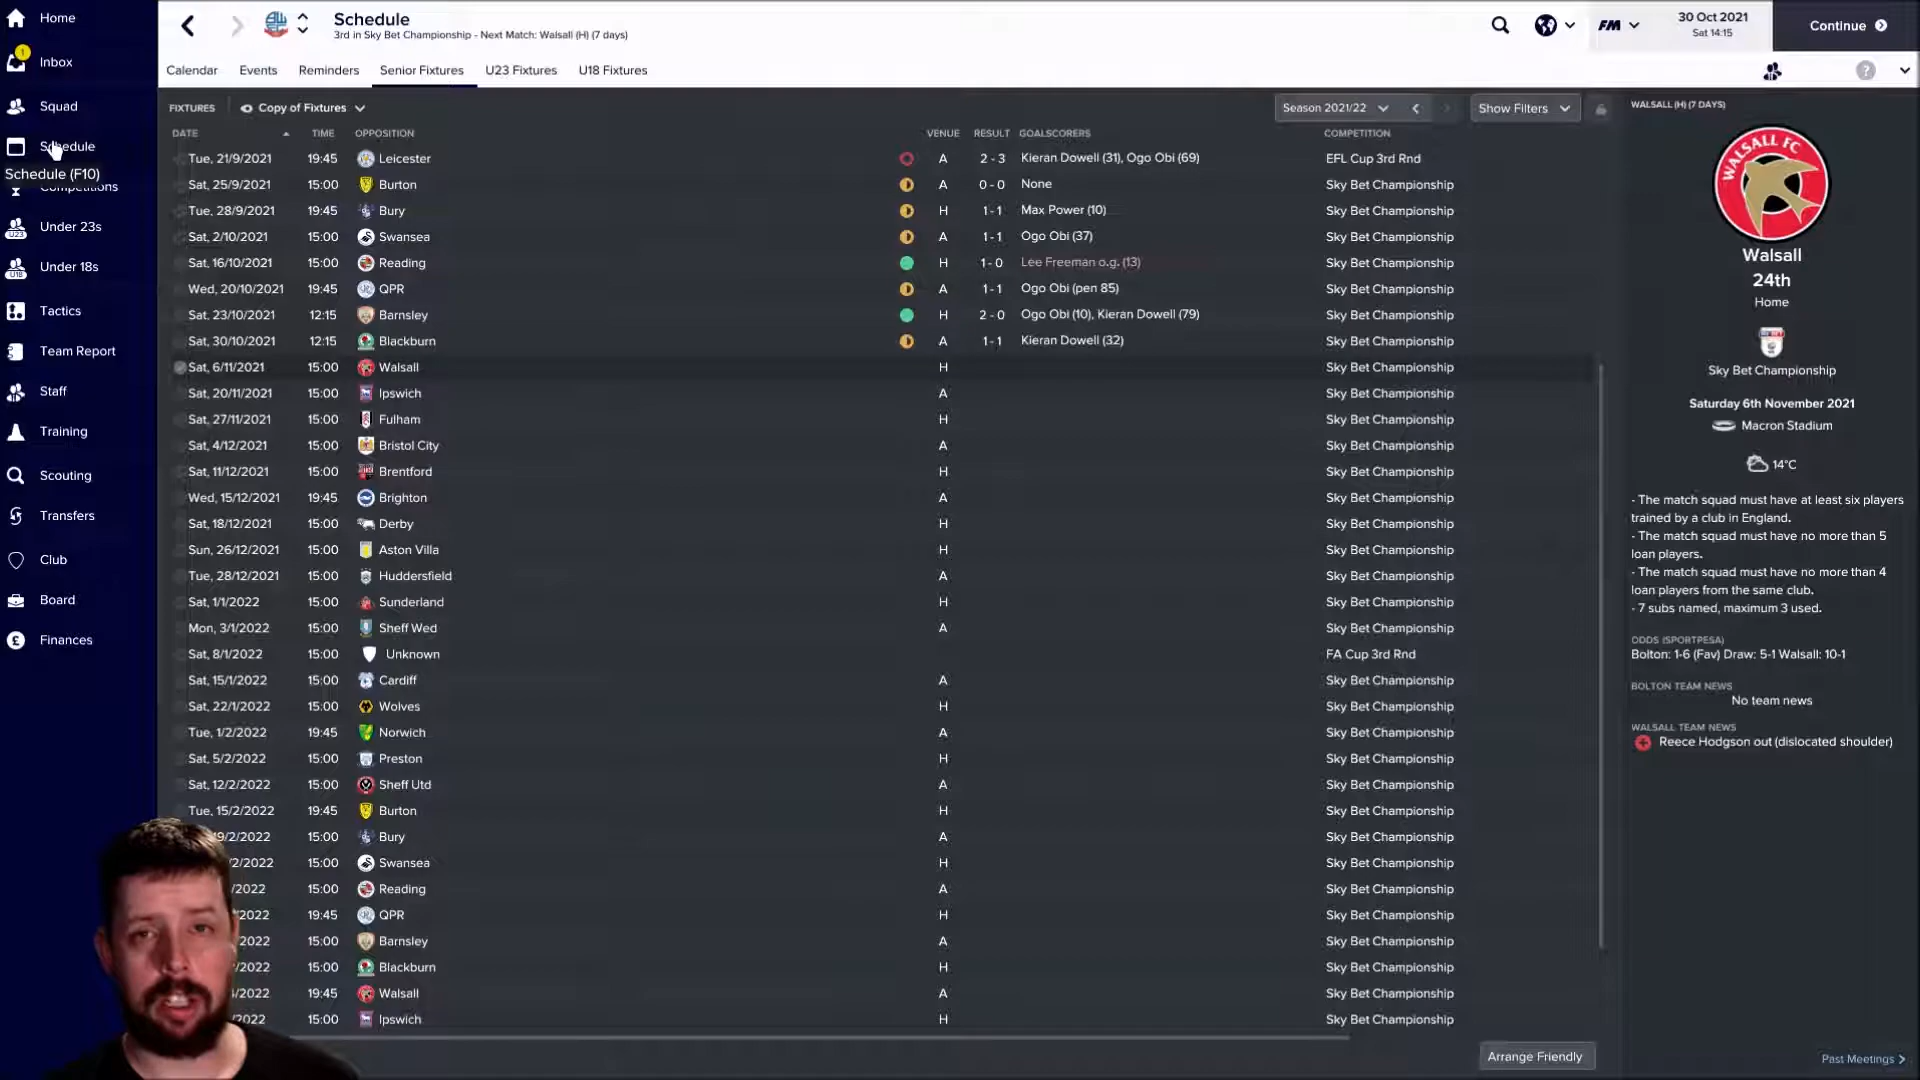 Home
Inbox
1
Squad
Schedule
Schedule (F10)
Competitions
Under 23s
Under 18s
Tactics
Team Report
Staff
Training
Scouting
Transfers
Club
Board
Finances
Schedule
3rd in Sky Bet Championship - Next Match: Walsall (H) (7 days)
FM
30 Oct 2021
Sat 14:15
Continue
Calendar Events Reminders Senior Fixtures U23 Fixtures U18 Fixtures
FIXTURES Copy of Fixtures Season 2021/22 Show Filters
DATE TIME OPPOSITION VENUE RESULT GOALSCORERS COMPETITION
Tue, 21/9/2021 19:45 Leicester A 2 - 3 Kieran Dowell (31), Ogo Obi (69) EFL Cup 3rd Rnd
Sat, 25/9/2021 15:00 Burton A 0 - 0 None Sky Bet Championship
Tue, 28/9/2021 19:45 Bury H 1 - 1 Max Power (10) Sky Bet Championship
Sat, 2/10/2021 15:00 Swansea A 1 - 1 Ogo Obi (37) Sky Bet Championship
Sat, 16/10/2021 15:00 Reading H 1 - 0 Lee Freeman o.g. (13) Sky Bet Championship
Wed, 20/10/2021 19:45 QPR A 1 - 1 Ogo Obi (pen 85) Sky Bet Championship
Sat, 23/10/2021 12:15 Barnsley H 2 - 0 Ogo Obi (10), Kieran Dowell (79) Sky Bet Championship
Sat, 30/10/2021 12:15 Blackburn A 1 - 1 Kieran Dowell (32) Sky Bet Championship
Sat, 6/11/2021 15:00 Walsall H Sky Bet Championship
Sat, 20/11/2021 15:00 Ipswich A Sky Bet Championship
Sat, 27/11/2021 15:00 Fulham H Sky Bet Championship
Sat, 4/12/2021 15:00 Bristol City A Sky Bet Championship
Sat, 11/12/2021 15:00 Brentford H Sky Bet Championship
Wed, 15/12/2021 19:45 Brighton A Sky Bet Championship
Sat, 18/12/2021 15:00 Derby H Sky Bet Championship
Sun, 26/12/2021 15:00 Aston Villa H Sky Bet Championship
Tue, 28/12/2021 15:00 Huddersfield A Sky Bet Championship
Sat, 1/1/2022 15:00 Sunderland H Sky Bet Championship
Mon, 3/1/2022 15:00 Sheff Wed A Sky Bet Championship
Sat, 8/1/2022 15:00 Unknown FA Cup 3rd Rnd
Sat, 15/1/2022 15:00 Cardiff A Sky Bet Championship
Sat, 22/1/2022 15:00 Wolves H Sky Bet Championship
Tue, 1/2/2022 19:45 Norwich A Sky Bet Championship
Sat, 5/2/2022 15:00 Preston H Sky Bet Championship
Sat, 12/2/2022 15:00 Sheff Utd A Sky Bet Championship
Tue, 15/2/2022 19:45 Burton H Sky Bet Championship
9/2/2022 15:00 Bury A Sky Bet Championship
/2/2022 15:00 Swansea H Sky Bet Championship
/2022 15:00 Reading A Sky Bet Championship
/2022 19:45 QPR H Sky Bet Championship
/2022 15:00 Barnsley A Sky Bet Championship
/2022 15:00 Blackburn H Sky Bet Championship
/2022 19:45 Walsall A Sky Bet Championship
/2022 15:00 Ipswich H Sky Bet Championship
Arrange Friendly
WALSALL (H) (7 DAYS)
WALSALL FC
Walsall
24th
Home
Sky Bet Championship
Saturday 6th November 2021
Macron Stadium
14°C
- The match squad must have at least six players
trained by a club in England.
- The match squad must have no more than 5
loan players.
- The match squad must have no more than 4
loan players from the same club.
- 7 subs named, maximum 3 used.
ODDS (SPORTPESA)
Bolton: 1-6 (Fav) Draw: 5-1 Walsall: 10-1
BOLTON TEAM NEWS
No team news
WALSALL TEAM NEWS
Reece Hodgson out (dislocated shoulder)
Past Meetings